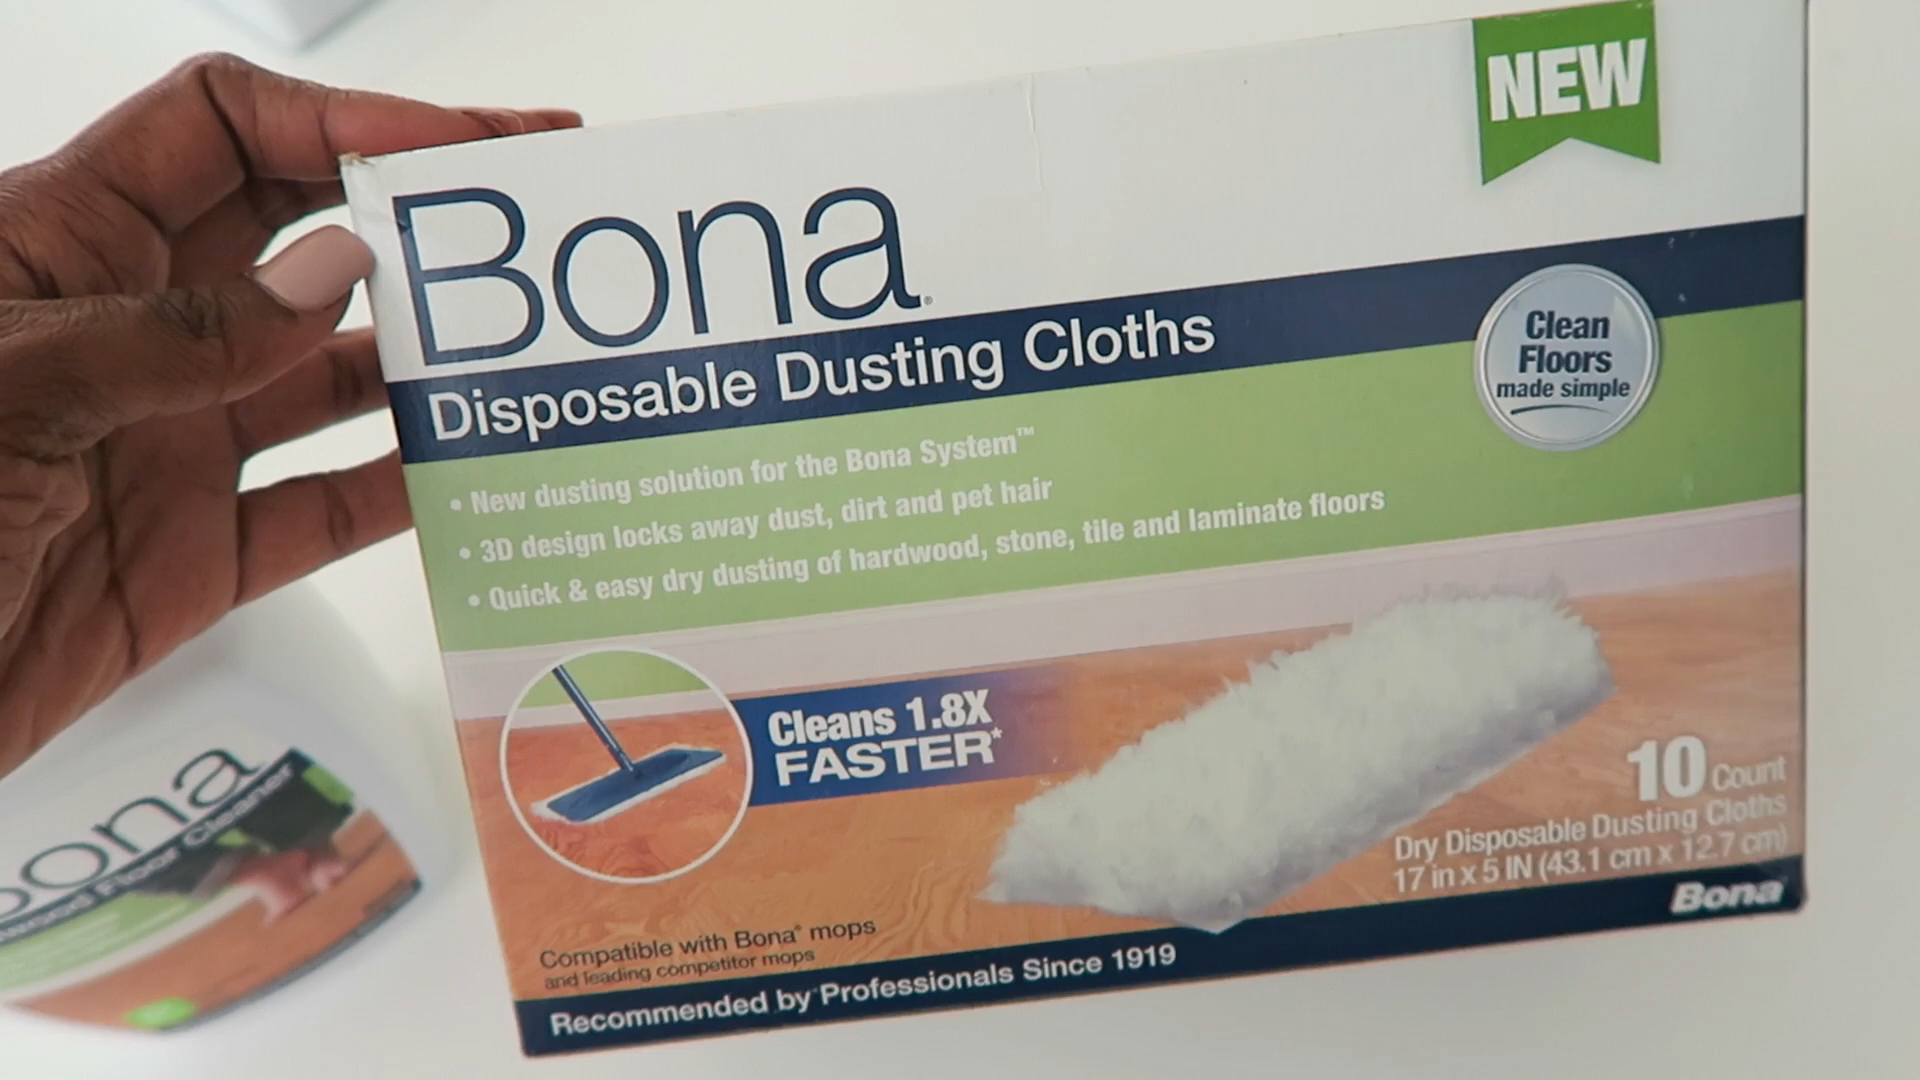 NEW
Bona®
Disposable Dusting Cloths
Clean
Floors
made simple
• New dusting solution for the Bona System™
• 3D design locks away dust, dirt and pet hair
• Quick & easy dry dusting of hardwood, stone, tile and laminate floors
Cleans 1.8X
FASTER*
10 Count
Dry Disposable Dusting Cloths
17 in x 5 IN (43.1 cm x 12.7 cm)
Compatible with Bona® mops
and leading competitor mops
Bona
Recommended by Professionals Since 1919
Bona
Floor Cleaner